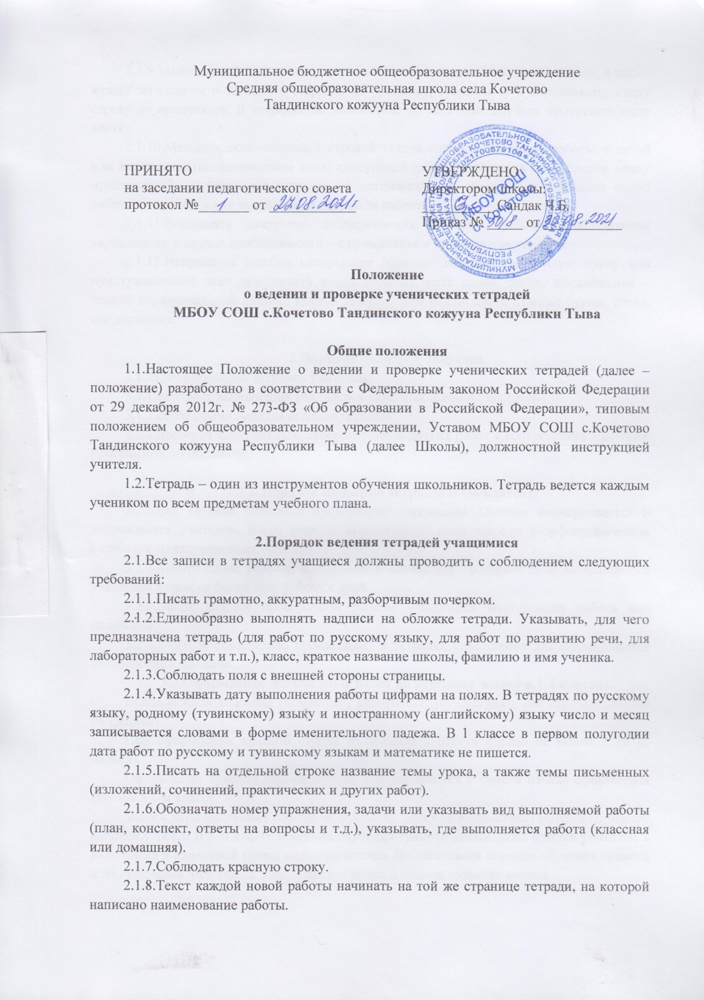 Муниципальное бюджетное общеобразовательное учреждение
Средняя общеобразовательная школа села Кочетово
Тандинского кожууна Республики Тыва
ПРИНЯТО
на заседании педагогического совета
протокол № 1 от 27.08.2021г.
УТВЕРЖДЕНО
Директором школы:
Сандак Ч.Б.
Приказ № 50/8 от 30.08.2021
МБОУ СОШ
с. Кочетово
Положение
о ведении и проверке ученических тетрадей
МБОУ СОШ с.Кочетово Тандинского кожууна Республики Тыва
Общие положения
1.1.Настоящее Положение о ведении и проверке ученических тетрадей (далее –
положение) разработано в соответствии с Федеральным законом Российской Федерации
от 29 декабря 2012г. № 273-ФЗ «Об образовании в Российской Федерации», типовым
положением об общеобразовательном учреждении, Уставом МБОУ СОШ с.Кочетово
Тандинского кожууна Республики Тыва (далее Школы), должностной инструкцией
учителя.
1.2.Тетрадь – один из инструментов обучения школьников. Тетрадь ведется каждым
учеником по всем предметам учебного плана.
2.Порядок ведения тетрадей учащимися
2.1.Все записи в тетрадях учащиеся должны проводить с соблюдением следующих
требований:
2.1.1.Писать грамотно, аккуратным, разборчивым почерком.
2.1.2.Единообразно выполнять надписи на обложке тетради. Указывать, для чего
предназначена тетрадь (для работ по русскому языку, для работ по развитию речи, для
лабораторных работ и т.п.), класс, краткое название школы, фамилию и имя ученика.
2.1.3.Соблюдать поля с внешней стороны страницы.
2.1.4.Указывать дату выполнения работы цифрами на полях. В тетрадях по русскому
языку, родному (тувинскому) языку и иностранному (английскому) языку число и месяц
записывается словами в форме именительного падежа. В 1 классе в первом полугодии
дата работ по русскому и тувинскому языкам и математике не пишется.
2.1.5.Писать на отдельной строке название темы урока, а также темы письменных
(изложений, сочинений, практических и других работ).
2.1.6.Обозначать номер упражнения, задачи или указывать вид выполняемой работы
(план, конспект, ответы на вопросы и т.д.), указывать, где выполняется работа (классная
или домашняя).
2.1.7.Соблюдать красную строку.
2.1.8.Текст каждой новой работы начинать на той же странице тетради, на которой
написано наименование работы.